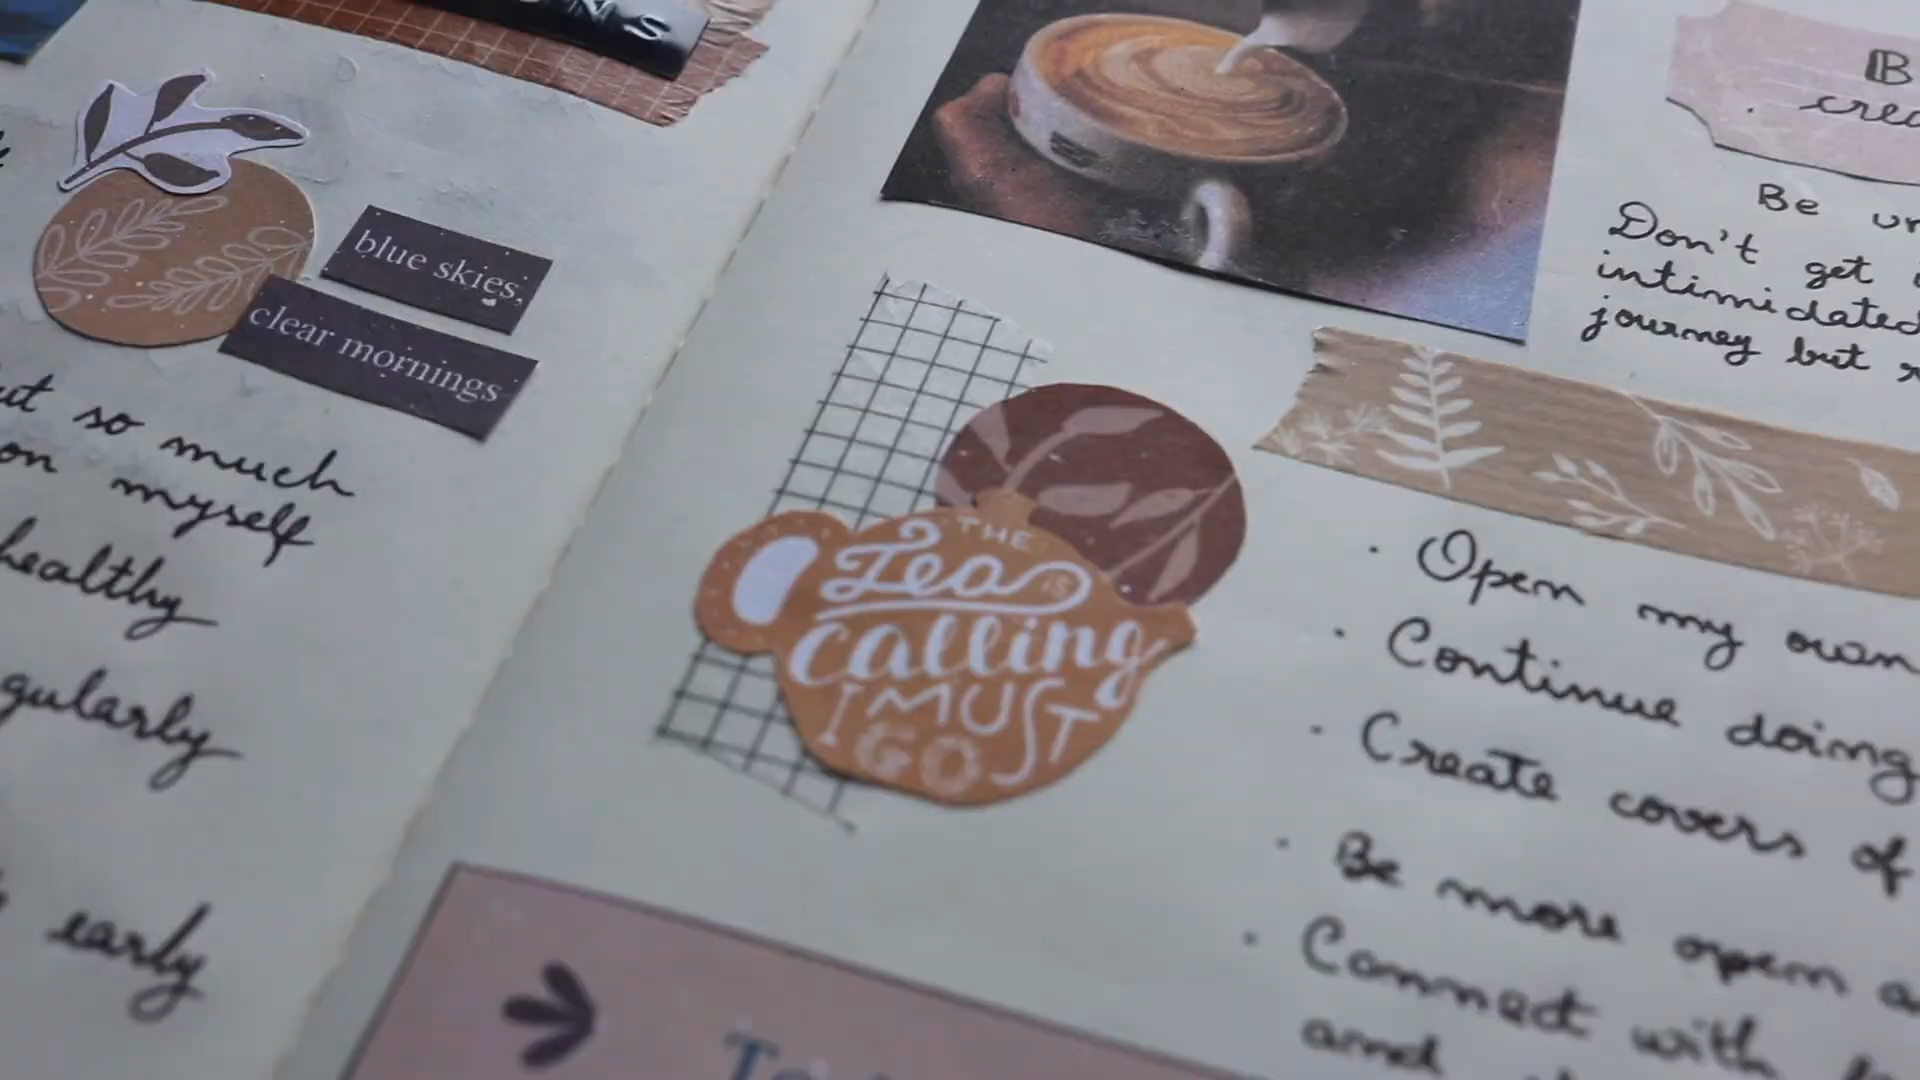 blue skies,
clear mornings
so much
on myself
healthy
early
THE
Tea IS
Calling
I MUST
GO
Be
Don't get
intimidated
journey but
· Open my own
· Continue doing
· Create covers of
· Be more open
· Connect with
and